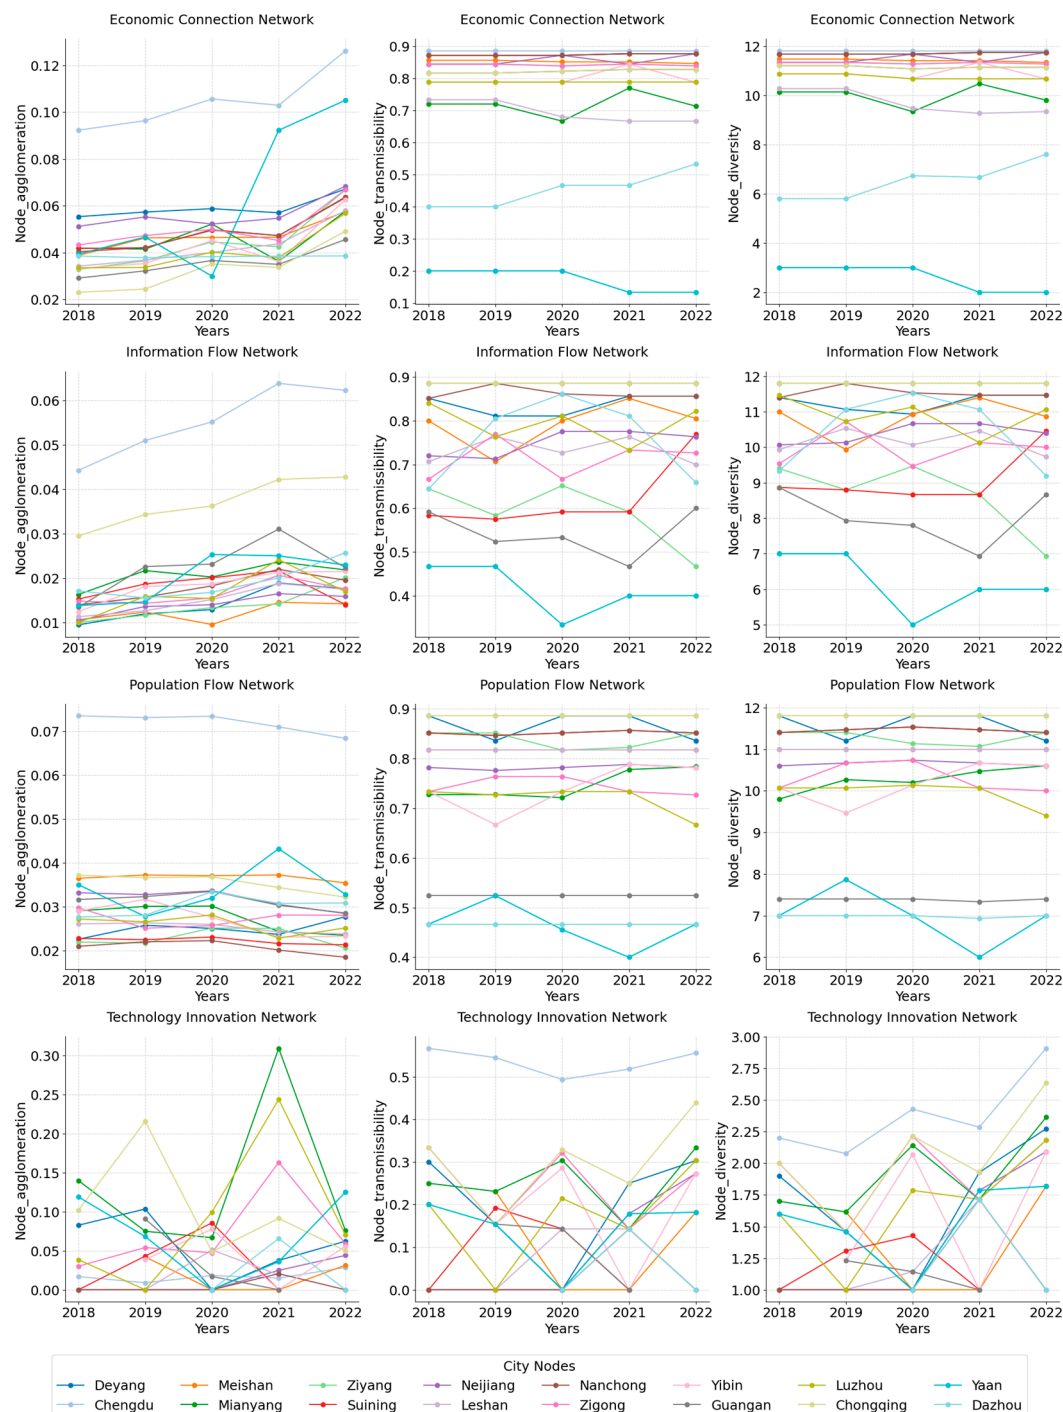 Economic Connection Network
Economic Connection Network
Economic Connection Network
Node_agglomeration
0.12
0.10
0.08
0.06
0.04
0.02
2018 2019 2020 2021 2022
Years
Node_transmissibility
0.9
0.8
0.7
0.6
0.5
0.4
0.3
0.2
0.1
2018 2019 2020 2021 2022
Years
Node_diversity
12
10
8
6
4
2
2018 2019 2020 2021 2022
Years
Information Flow Network
Information Flow Network
Information Flow Network
Node_agglomeration
0.06
0.05
0.04
0.03
0.02
0.01
2018 2019 2020 2021 2022
Years
Node_transmissibility
0.9
0.8
0.7
0.6
0.5
0.4
2018 2019 2020 2021 2022
Years
Node_diversity
12
11
10
9
8
7
6
5
2018 2019 2020 2021 2022
Years
Population Flow Network
Population Flow Network
Population Flow Network
Node_agglomeration
0.07
0.06
0.05
0.04
0.03
0.02
2018 2019 2020 2021 2022
Years
Node_transmissibility
0.9
0.8
0.7
0.6
0.5
0.4
2018 2019 2020 2021 2022
Years
Node_diversity
12
11
10
9
8
7
6
2018 2019 2020 2021 2022
Years
Technology Innovation Network
Technology Innovation Network
Technology Innovation Network
Node_agglomeration
0.30
0.25
0.20
0.15
0.10
0.05
0.00
2018 2019 2020 2021 2022
Years
Node_transmissibility
0.5
0.4
0.3
0.2
0.1
0.0
2018 2019 2020 2021 2022
Years
Node_diversity
3.00
2.75
2.50
2.25
2.00
1.75
1.50
1.25
1.00
2018 2019 2020 2021 2022
Years
City Nodes
Deyang Meishan Ziyang Neijiang Nanchong Yibin Luzhou Yaan
Chengdu Mianyang Suining Leshan Zigong Guangan Chongqing Dazhou